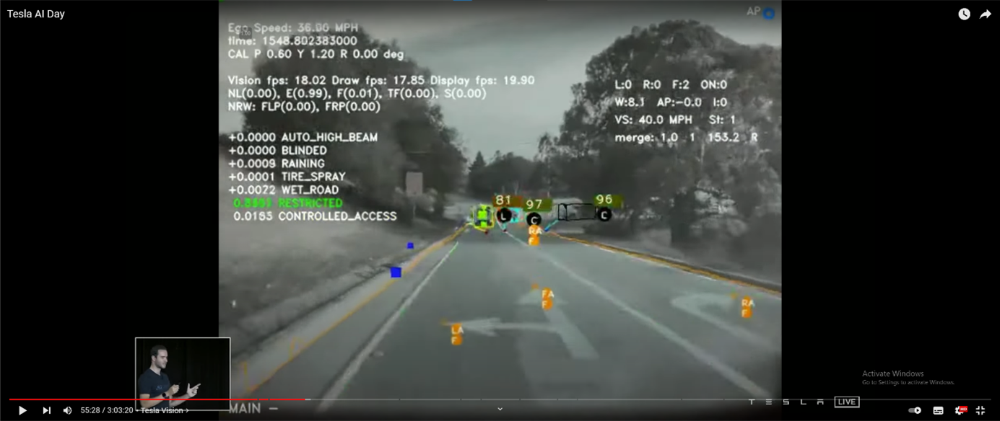 Tesla AI Day
AP
Ego Speed: 36.00 MPH
time: 1548.802383000
CAL P 0.60 Y 1.20 R 0.00 deg
Vision fps: 18.02 Draw fps: 17.85 Display fps: 19.90
NL(0.00), E(0.99), F(0.01), TF(0.00), S(0.00)
NRW: FLP(0.00), FRP(0.00)
L:0 R:0 F:2 ON:0
W:8.1 AP:-0.0 I:0
VS: 40.0 MPH St: 1
merge: 1.0 1 153.2 R
+0.0000 AUTO_HIGH_BEAM
+0.0000 BLINDED
+0.0009 RAINING
+0.0001 TIRE_SPRAY
+0.0072 WET_ROAD
RESTRICTED
CONTROLLED_ACCESS
81 97 96
L C C
RA
F
FA
F
RA
F
LA
F
Activate Windows
Go to Settings to activate Windows.
MAIN
TESLA LIVE
55:28 / 3:03:20 • Tesla Vision >
HD